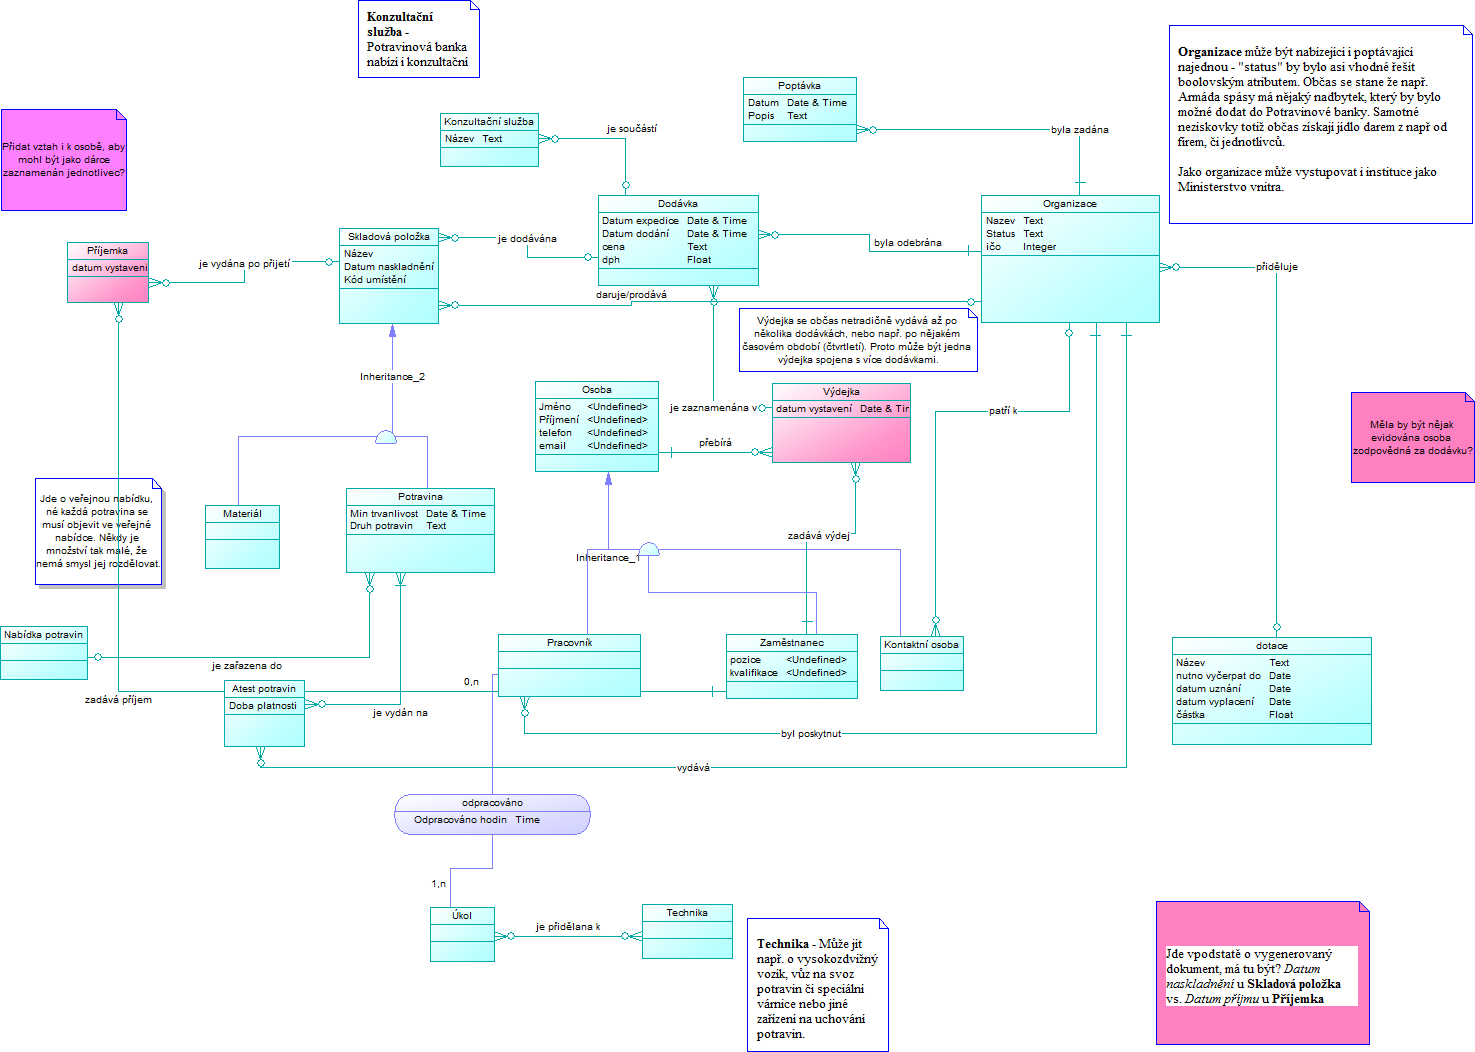 Konzultační
služba -
Potravinová banka
nabízí i konzultační
Organizace může být nabízející i poptávající
najednou - "status" by bylo asi vhodné řešit
boolovským atributem. Občas se stane že např.
Armáda spásy má nějaký nadbytek, který by bylo
možné dodat do Potravinové banky. Samotné
neziskovky totiž občas získají jídlo darem z např od
firem, či jednotlivců.
Jako organizace může vystupovat i instituce jako
Ministerstvo vnitra.
Poptávka
Datum Date & Time
Popis Text
Konzultační služba
Název Text
je součástí
byla zadána
Přidat vztah i k osobě, aby
mohl být jako dárce
zaznamenán jednotlivec?
Dodávka
Datum expedice Date & Time
Datum dodání Date & Time
cena Text
dph Float
Organizace
Nazev Text
Status Text
ičo Integer
Skladová položka
Název
Datum naskladnění
Kód umístění
je dodávána
byla odebrána
Příjemka
datum vystavení
je vydána po přijetí
přiděluje
daruje/prodává
Výdejka se občas netradičně vydává až po
několika dodávkách, nebo např. po nějakém
časovém období (čtvrtletí). Proto může být jedna
výdejka spojena s více dodávkami.
Inheritance_2
Osoba
Jméno <Undefined>
Příjmení <Undefined>
telefon <Undefined>
email <Undefined>
Výdejka
datum vystavení Date & Tir
je zaznamenána v
patří k
přebírá
Měla by být nějak
evidována osoba
zodpovědná za dodávku?
Jde o veřejnou nabídku,
né každá potravina se
musí objevit ve veřejné
nabídce. Někdy je
množství tak malé, že
nemá smysl jej rozdělovat.
Materiál
Potravina
Min trvanlivost Date & Time
Druh potravin Text
zadává výdej
Inheritance_1
Nabídka potravin
je zařazena do
Pracovník
Zaměstnanec
pozice <Undefined>
kvalifikace <Undefined>
Kontaktní osoba
dotace
Název Text
nutno vyčerpat do Date
datum uznání Date
datum vyplacení Date
částka Float
0,n
zadává příjem
Atest potravin
Doba platnosti
je vydán na
byl poskytnut
vydává
odpracováno
Odpracováno hodin Time
1,n
Úkol
je přidělana k
Technika
Technika - Může jít
např. o vysokozdvižný
vozík, vůz na svoz
potravin či speciální
várnice nebo jiné
zařízení na uchování
potravin.
Jde vpodstatě o vygenerovaný
dokument, má tu být? Datum
naskladnění u Skladová položka
vs. Datum příjmu u Příjemka